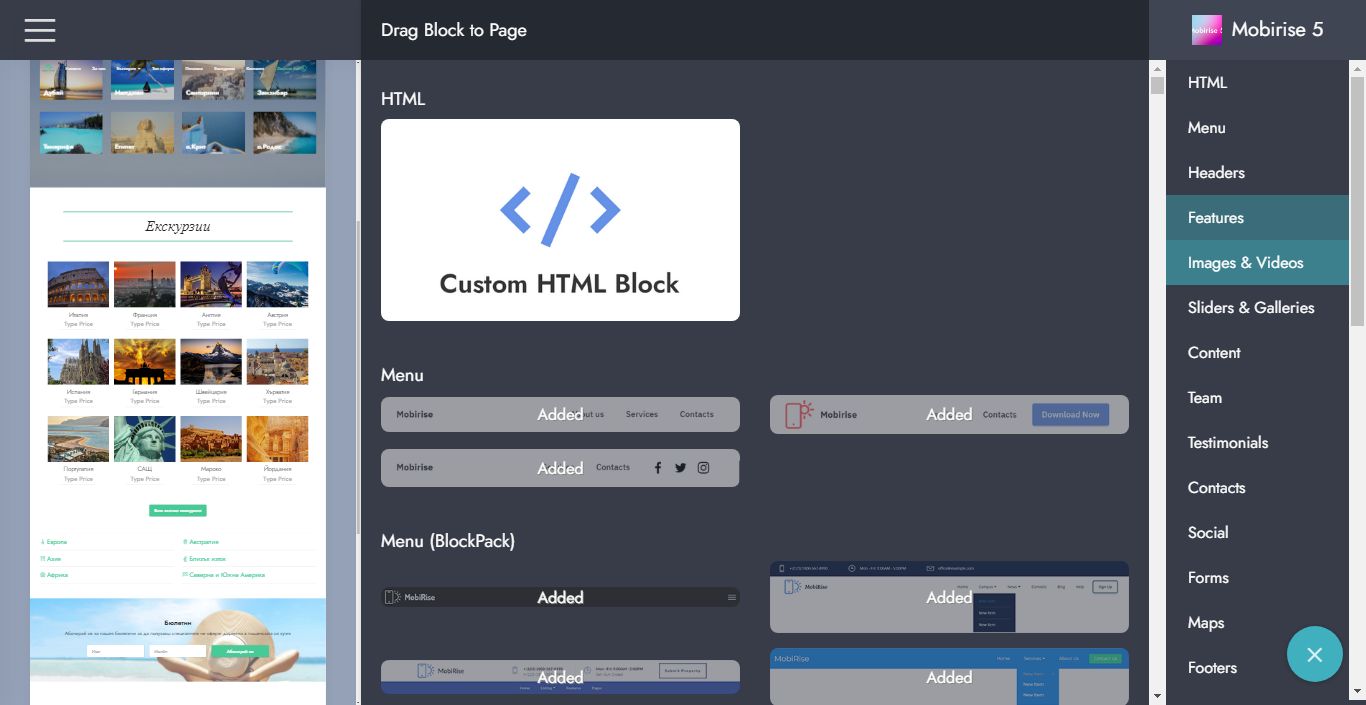 Drag Block to Page
Mobirise 5
Дубай
Малдиви
Санторини
Занзибар
Тенерифе
Египет
о.Крит
о.Родос
Екскурзии
Италия
Франция
Англия
Австрия
Type Price
Type Price
Type Price
Type Price
Испания
Германия
Швейцария
Хърватия
Type Price
Type Price
Type Price
Type Price
Португалия
САЩ
Мароко
Йордания
Type Price
Type Price
Type Price
Type Price
Европа
Австралия
Азия
Близък изток
Африка
Северна и Южна Америка
Бюлетин
HTML
</>
Custom HTML Block
Menu
Mobirise
Services
Contacts
Added
Mobirise
Contacts
Download Now
Added
Mobirise
Contacts
Added
Menu (BlockPack)
MobiRise
Added
MobiRise
Added
MobiRise
Added
MobiRise
Added
HTML
Menu
Headers
Features
Images & Videos
Sliders & Galleries
Content
Team
Testimonials
Contacts
Social
Forms
Maps
Footers